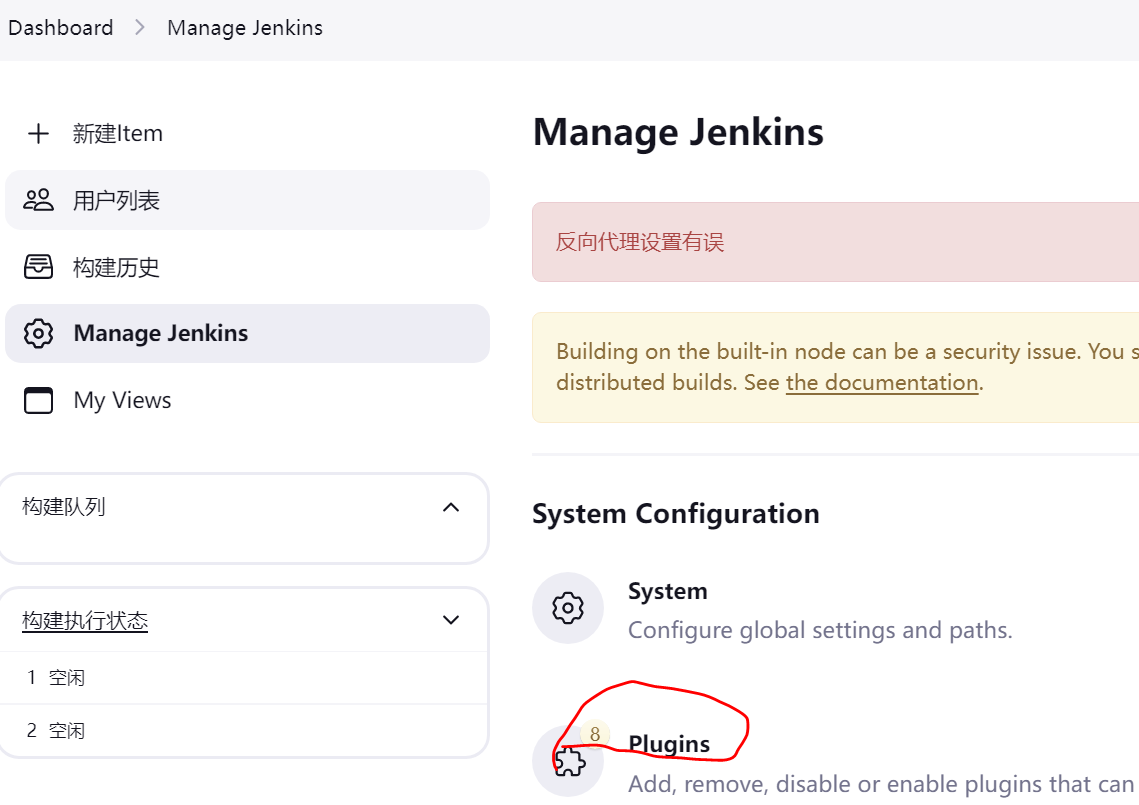 Dashboard > Manage Jenkins
新建Item
用户列表
构建历史
Manage Jenkins
My Views
构建队列
构建执行状态
1 空闲
2 空闲
Manage Jenkins
反向代理设置有误
Building on the built-in node can be a security issue. You s
distributed builds. See the documentation.
System Configuration
System
Configure global settings and paths.
8
Plugins
Add, remove, disable or enable plugins that can